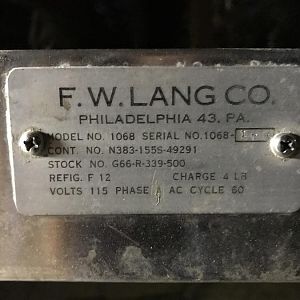 F. W. LANG CO.
PHILADELPHIA 43, PA.
MODEL NO. 1068 SERIAL NO. 1068-
CONT. NO. N383-155S-49291
STOCK NO. G66-R-339-500
REFIG. F 12 CHARGE 4 LB
VOLTS 115 PHASE AC CYCLE 60